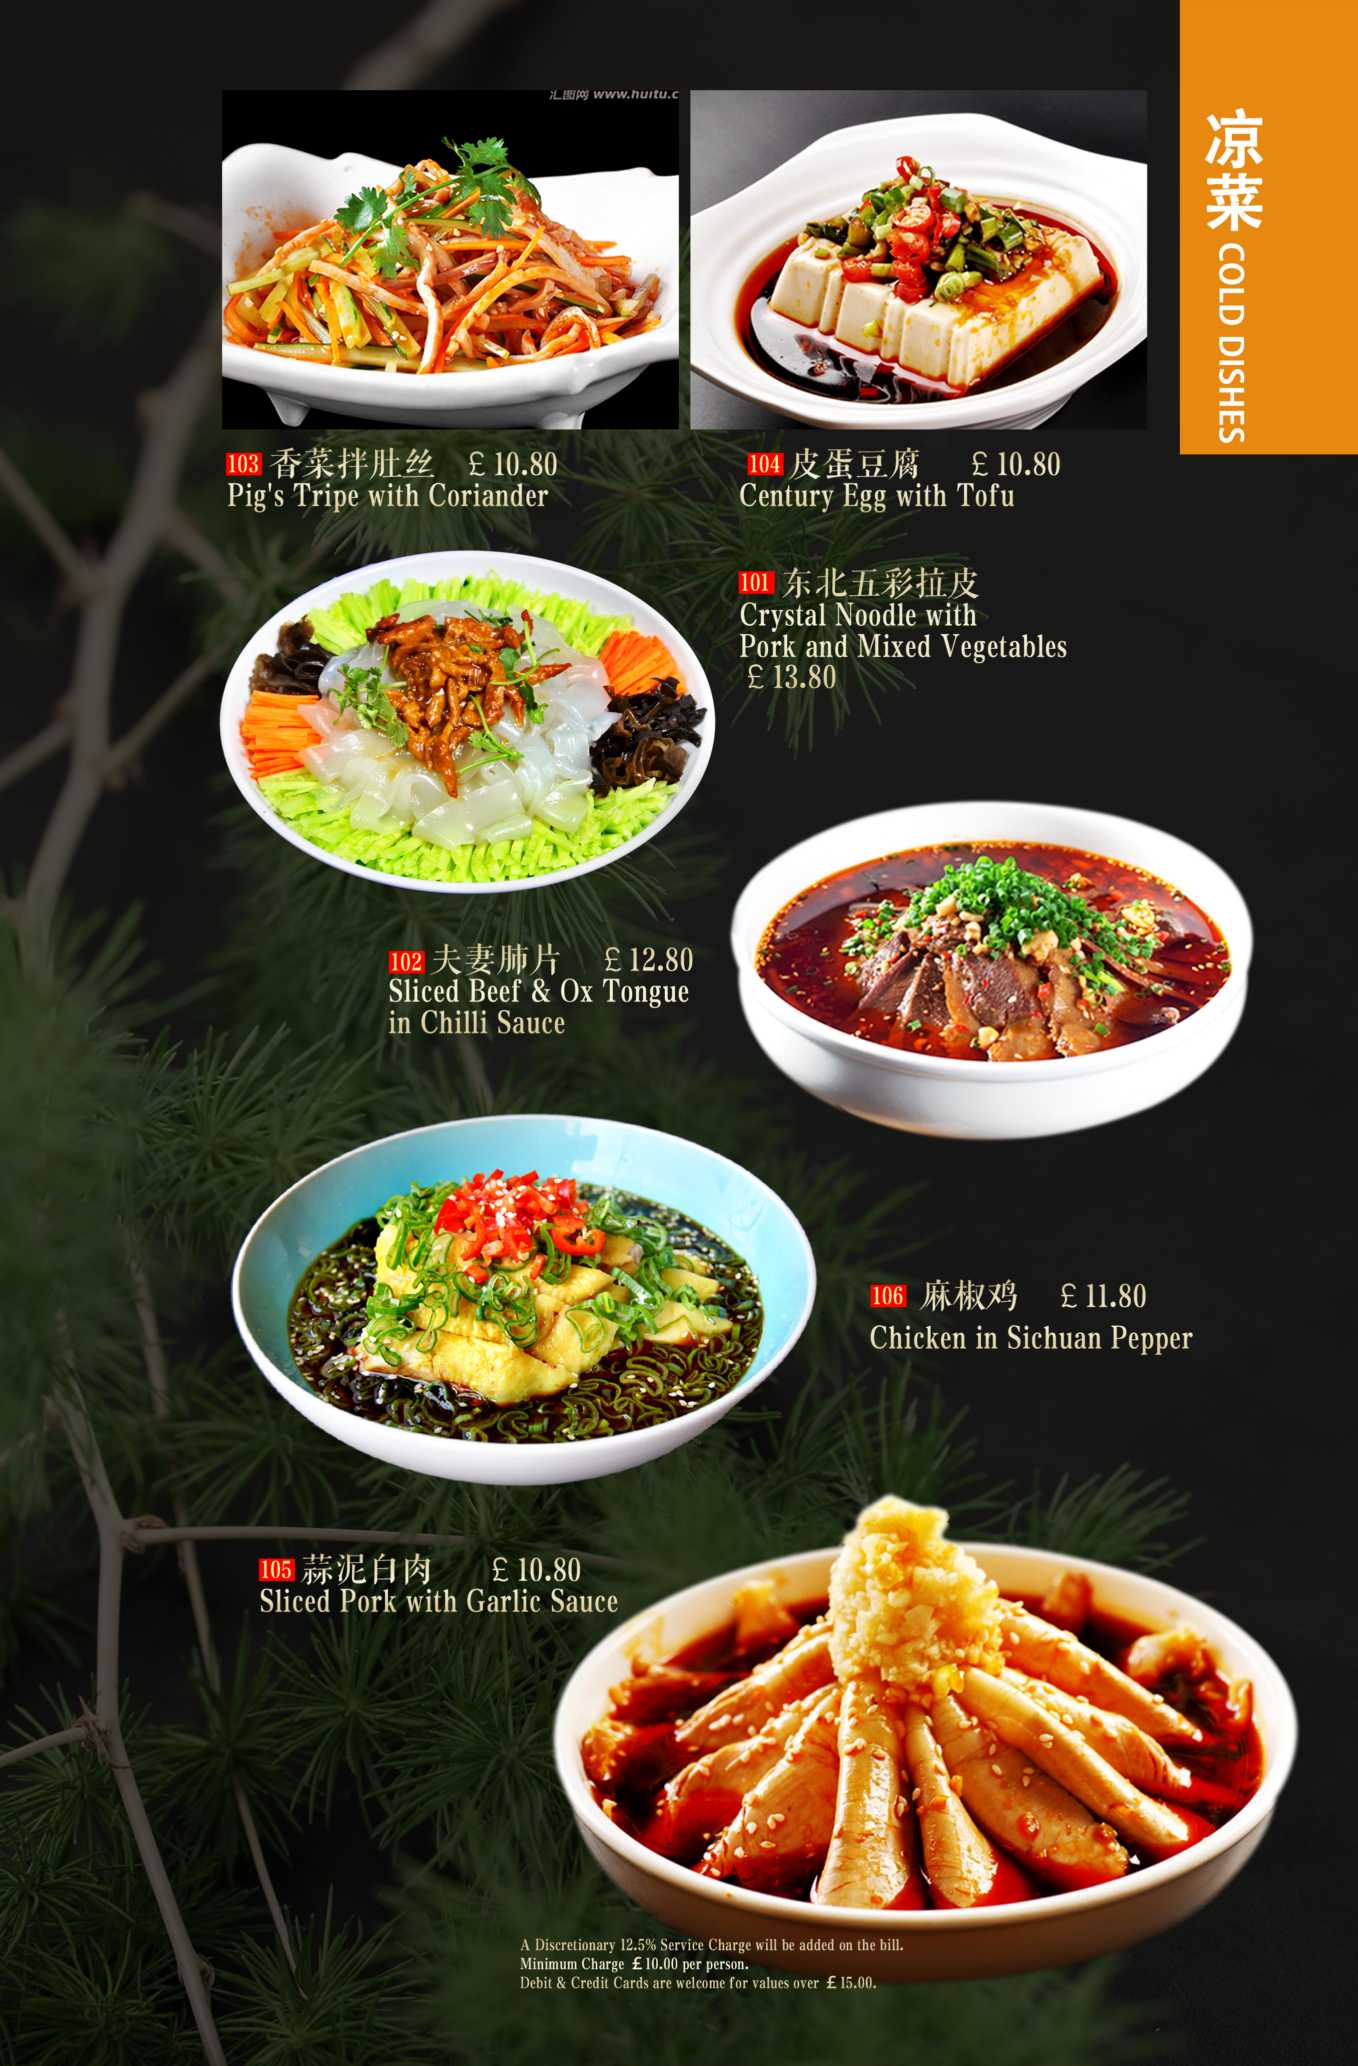 汇图网 www.huitu.c
凉菜 COLD DISHES
103 香菜拌肚丝 £10.80
Pig's Tripe with Coriander
104 皮蛋豆腐 £10.80
Century Egg with Tofu
101 东北五彩拉皮
Crystal Noodle with
Pork and Mixed Vegetables
£13.80
102 夫妻肺片 £12.80
Sliced Beef & Ox Tongue
in Chilli Sauce
106 麻椒鸡 £11.80
Chicken in Sichuan Pepper
105 蒜泥白肉 £10.80
Sliced Pork with Garlic Sauce
A Discretionary 12.5% Service Charge will be added on the bill.
Minimum Charge £10.00 per person.
Debit & Credit Cards are welcome for values over £15.00.